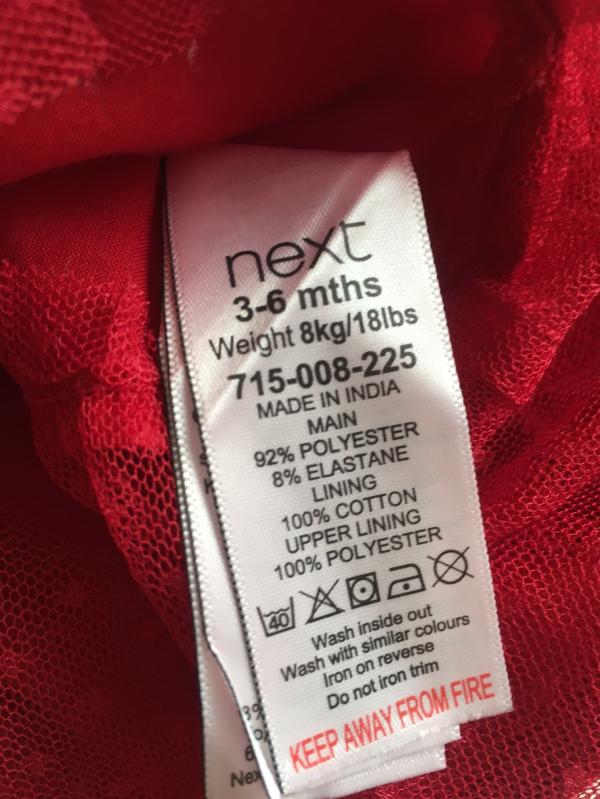 next
3-6 mths
Weight 8kg/18lbs
715-008-225
MADE IN INDIA
MAIN
92% POLYESTER
8% ELASTANE
LINING
100% COTTON
UPPER LINING
100% POLYESTER
40
Wash inside out
Wash with similar colours
Iron on reverse
Do not iron trim
KEEP AWAY FROM FIRE
Nex